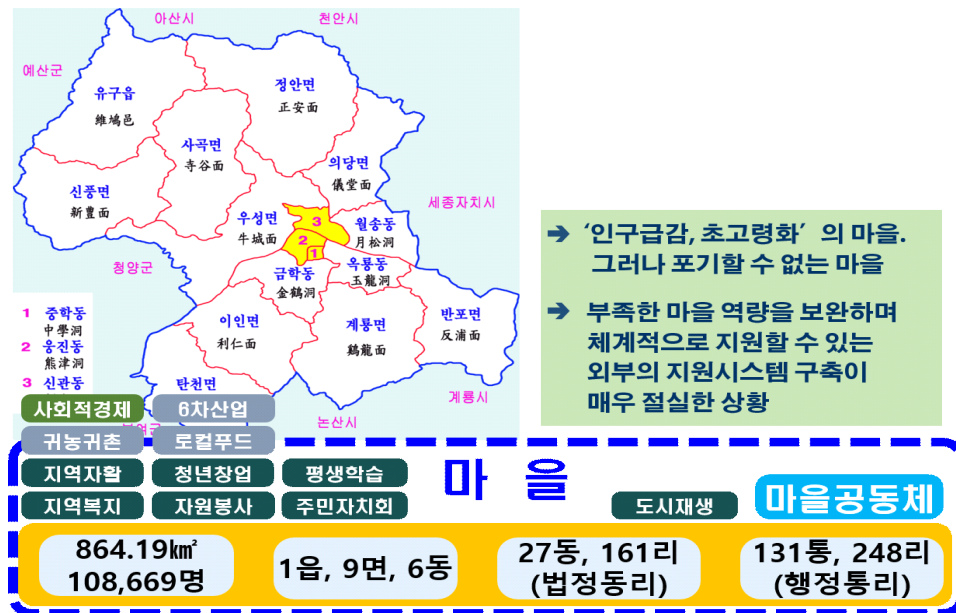 아산시
천안시
예산군
유구읍
維鳩邑
정안면
正安面
사곡면
寺谷面
의당면
儀堂面
신풍면
新豊面
세종자치시
우성면
牛城面
3
월송동
月松洞
2
1
청양군
금학동
金鶴洞
옥룡동
玉龍洞
1 중학동
中學洞
2 웅진동
熊津洞
3 신관동
이인면
利仁面
계룡면
鷄龍面
반포면
反浦面
탄천면
계룡시
논산시
➔ ‘인구급감, 초고령화’ 의 마을.
그러나 포기할 수 없는 마을
➔ 부족한 마을 역량을 보완하며
체계적으로 지원할 수 있는
외부의 지원시스템 구축이
매우 절실한 상황
사회적경제 6차산업
귀농귀촌 로컬푸드
지역자활 청년창업 평생학습
지역복지 자원봉사 주민자치회
마 을
도시재생
마을공동체
864.19㎢
108,669명
1읍, 9면, 6동
27동, 161리
(법정동리)
131통, 248리
(행정통리)